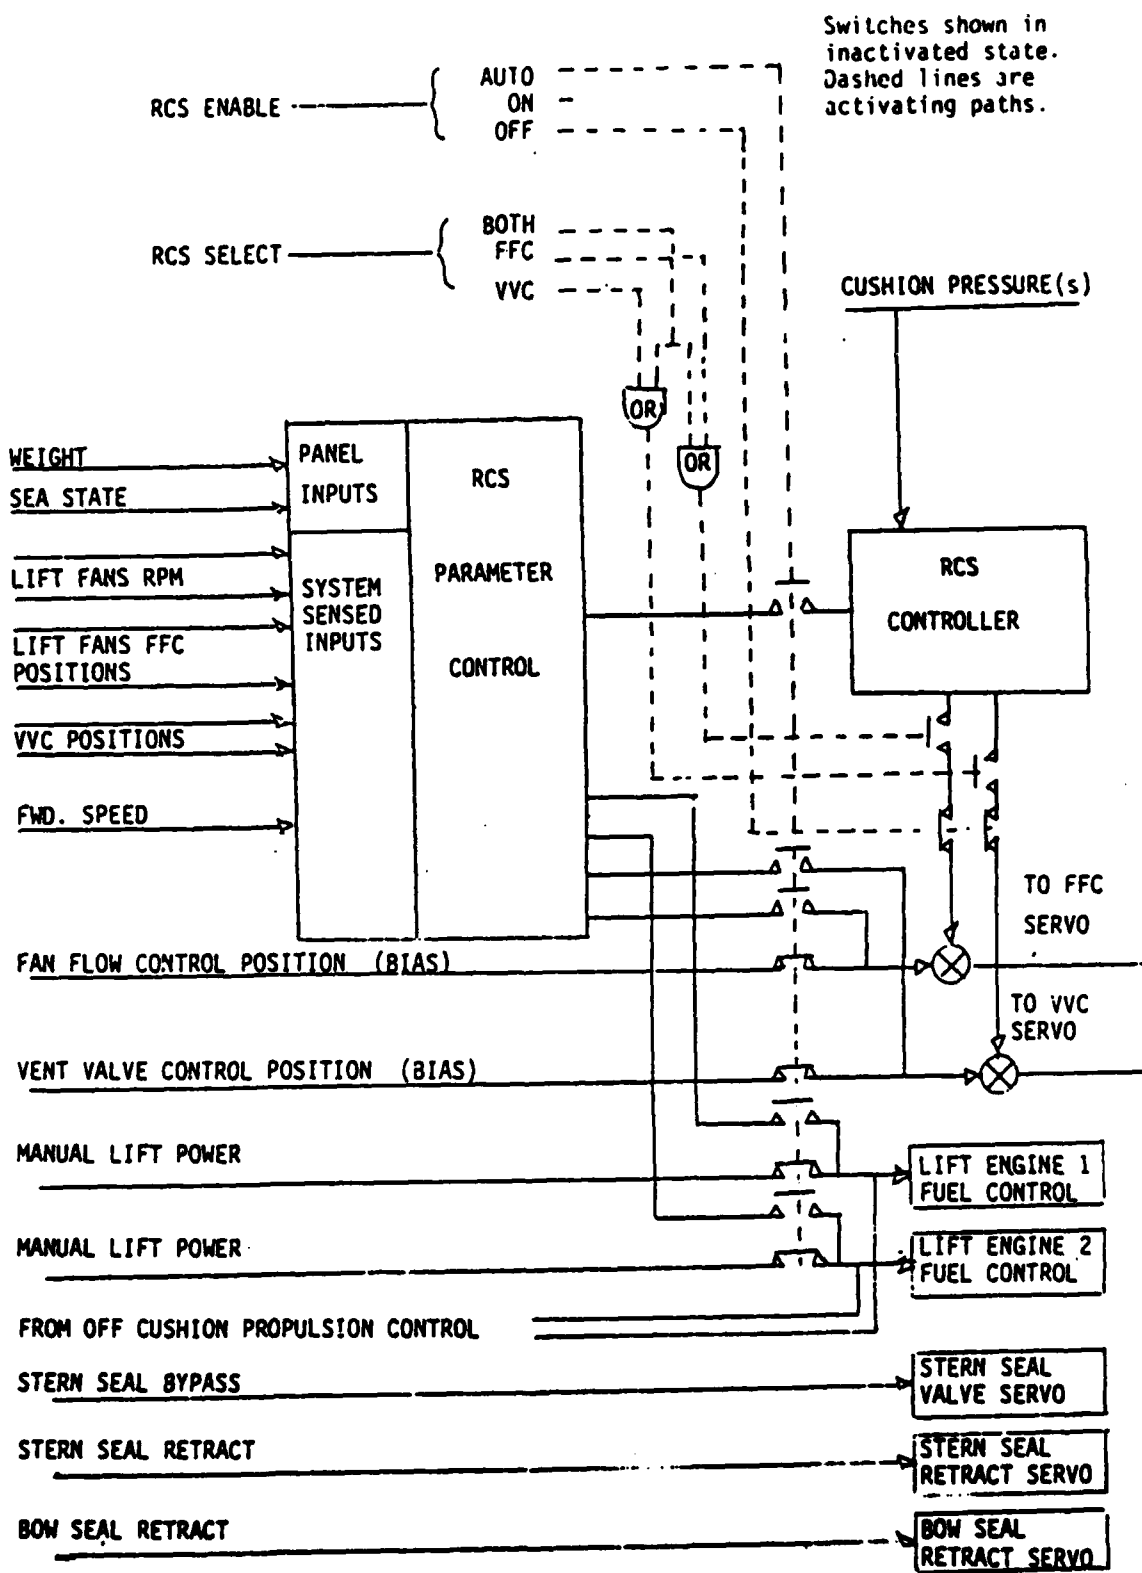 Switches shown in
inactivated state.
Dashed lines are
activating paths.
RCS ENABLE
AUTO
ON
OFF
RCS SELECT
BOTH
FFC
VVC
CUSHION PRESSURE(s)
OR
OR
WEIGHT
SEA STATE
LIFT FANS RPM
LIFT FANS FFC
POSITIONS
VVC POSITIONS
FWD. SPEED
PANEL
INPUTS
SYSTEM
SENSED
INPUTS
RCS
PARAMETER
CONTROL
RCS
CONTROLLER
TO FFC
SERVO
FAN FLOW CONTROL POSITION (BIAS)
TO VVC
SERVO
VENT VALVE CONTROL POSITION (BIAS)
MANUAL LIFT POWER
LIFT ENGINE 1
FUEL CONTROL
MANUAL LIFT POWER
LIFT ENGINE 2
FUEL CONTROL
FROM OFF CUSHION PROPULSION CONTROL
STERN SEAL BYPASS
STERN SEAL
VALVE SERVO
STERN SEAL RETRACT
STERN SEAL
RETRACT SERVO
BOW SEAL RETRACT
BOW SEAL
RETRACT SERVO